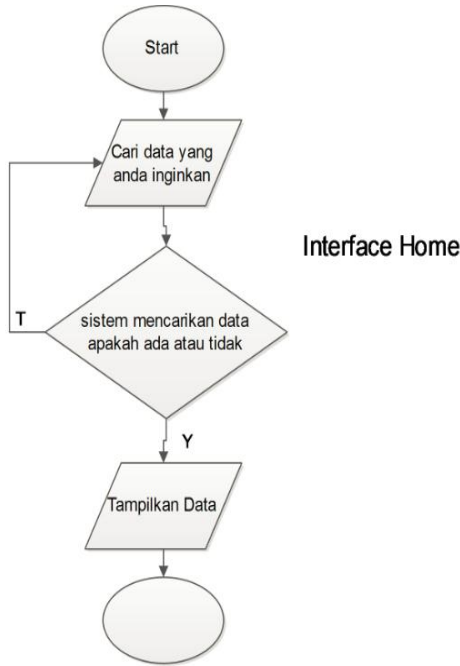 Start
Cari data yang
anda inginkan
Interface Home
sistem mencarikan data
apakah ada atau tidak
T
Y
Tampilkan Data